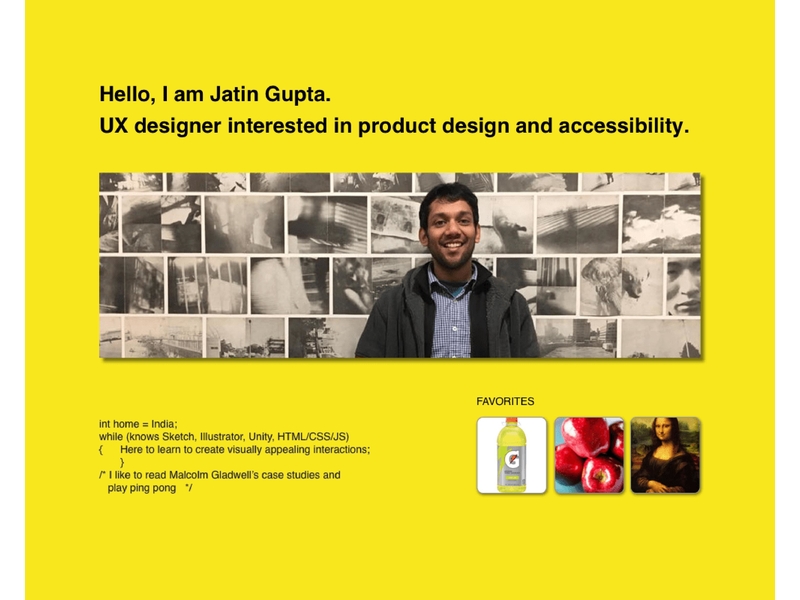 Hello, I am Jatin Gupta.
UX designer interested in product design and accessibility.
FAVORITES
int home = India;
while (knows Sketch, Illustrator, Unity, HTML/CSS/JS)
{ Here to learn to create visually appealing interactions;
}
/* I like to read Malcolm Gladwell's case studies and
play ping pong */
G